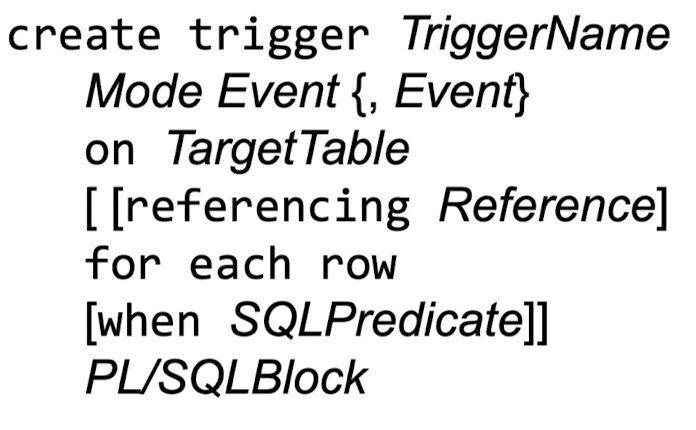 create trigger TriggerName
Mode Event {, Event}
on TargetTable
[ [referencing Reference]
for each row
[when SQLPredicate]]
PL/SQLBlock